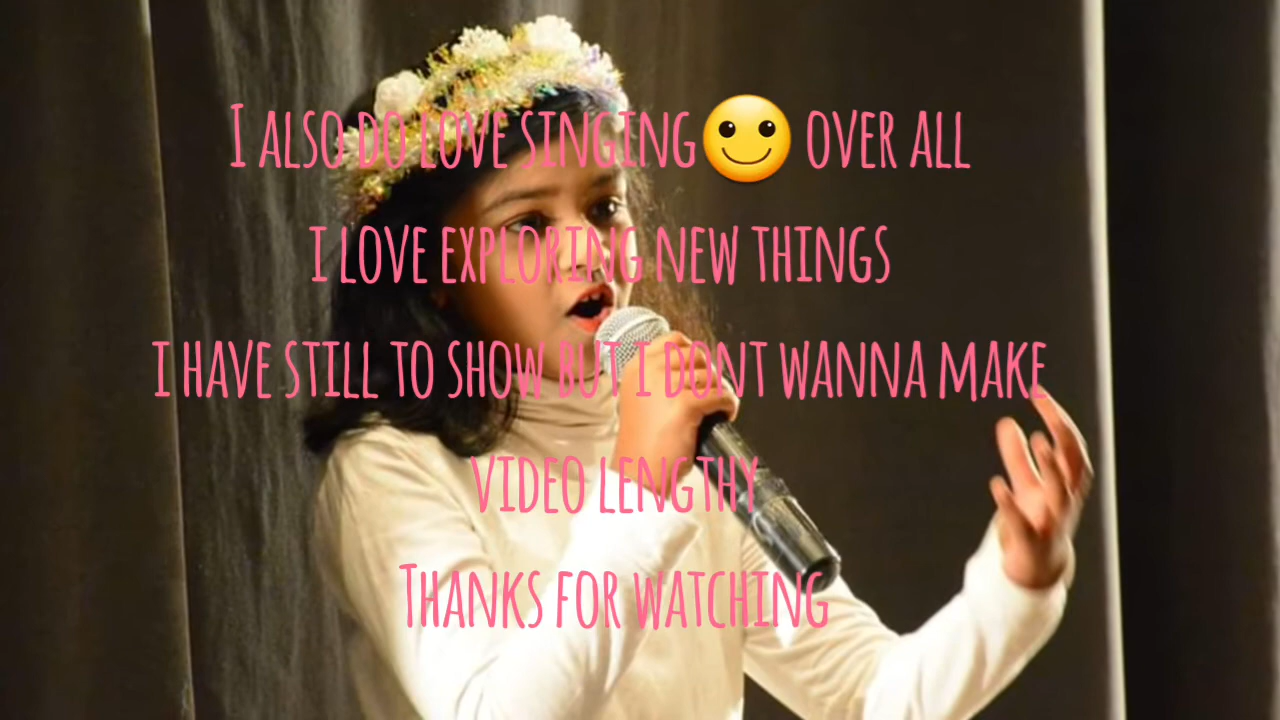 I also do love singing🙂 over all
i love exploring new things
i have still to show but i dont wanna make
video lengthy
Thanks for watching